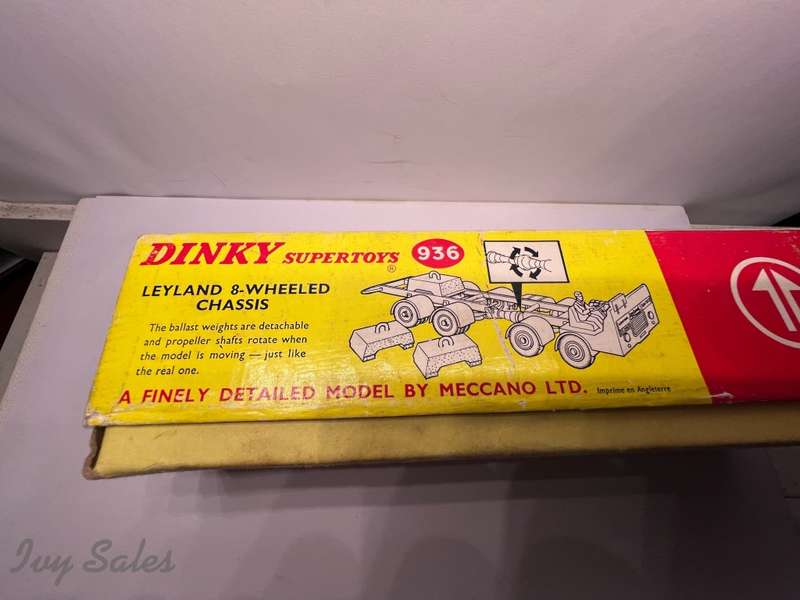 DINKY SUPERTOYS ® 936
LEYLAND 8-WHEELED
CHASSIS
The ballast weights are detachable
and propeller shafts rotate when
the model is moving — just like
the real one.
A FINELY DETAILED MODEL BY MECCANO LTD. Imprimé en Angleterre
Ivy Sales